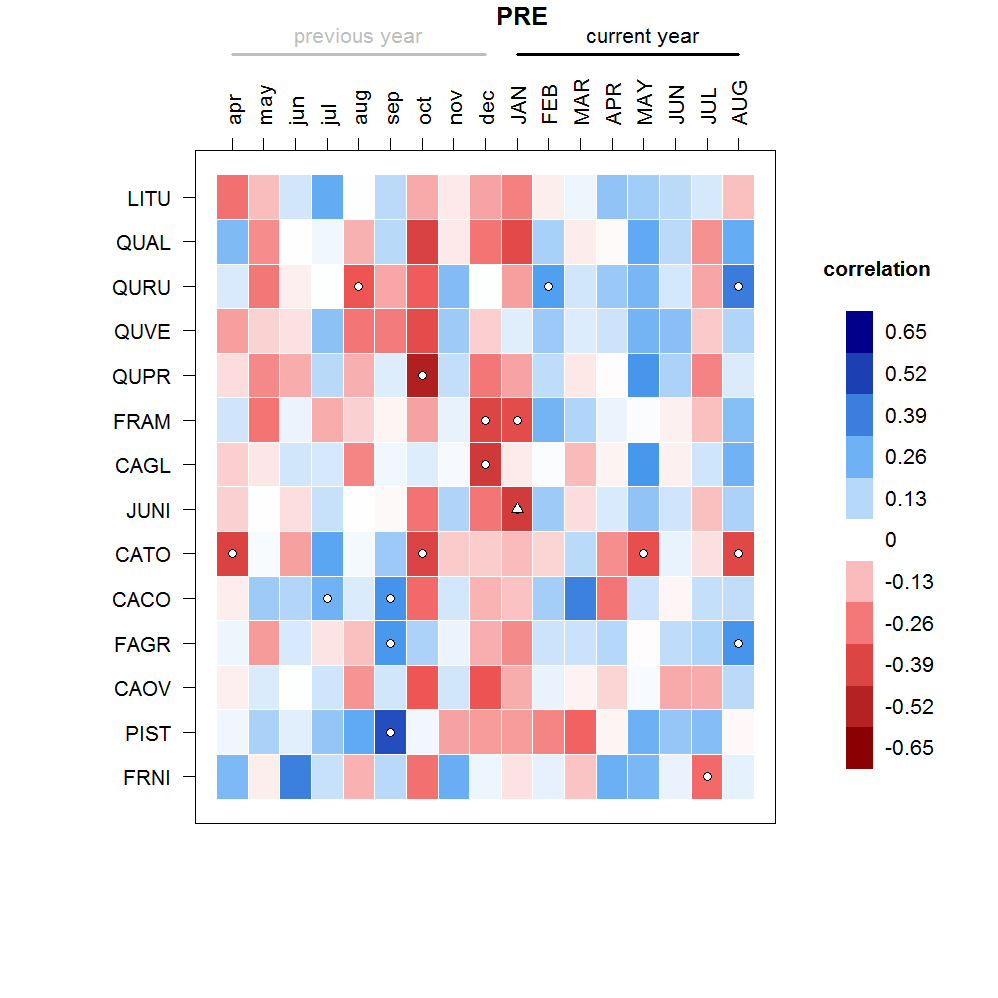 PRE
previous year current year
apr may jun jul aug sep oct nov dec JAN FEB MAR APR MAY JUN JUL AUG
LITU
QUAL
QURU
QUVE
QUPR
FRAM
CAGL
JUNI
CATO
CACO
FAGR
CAOV
PIST
FRNI
correlation
0.65
0.52
0.39
0.26
0.13
0
-0.13
-0.26
-0.39
-0.52
-0.65